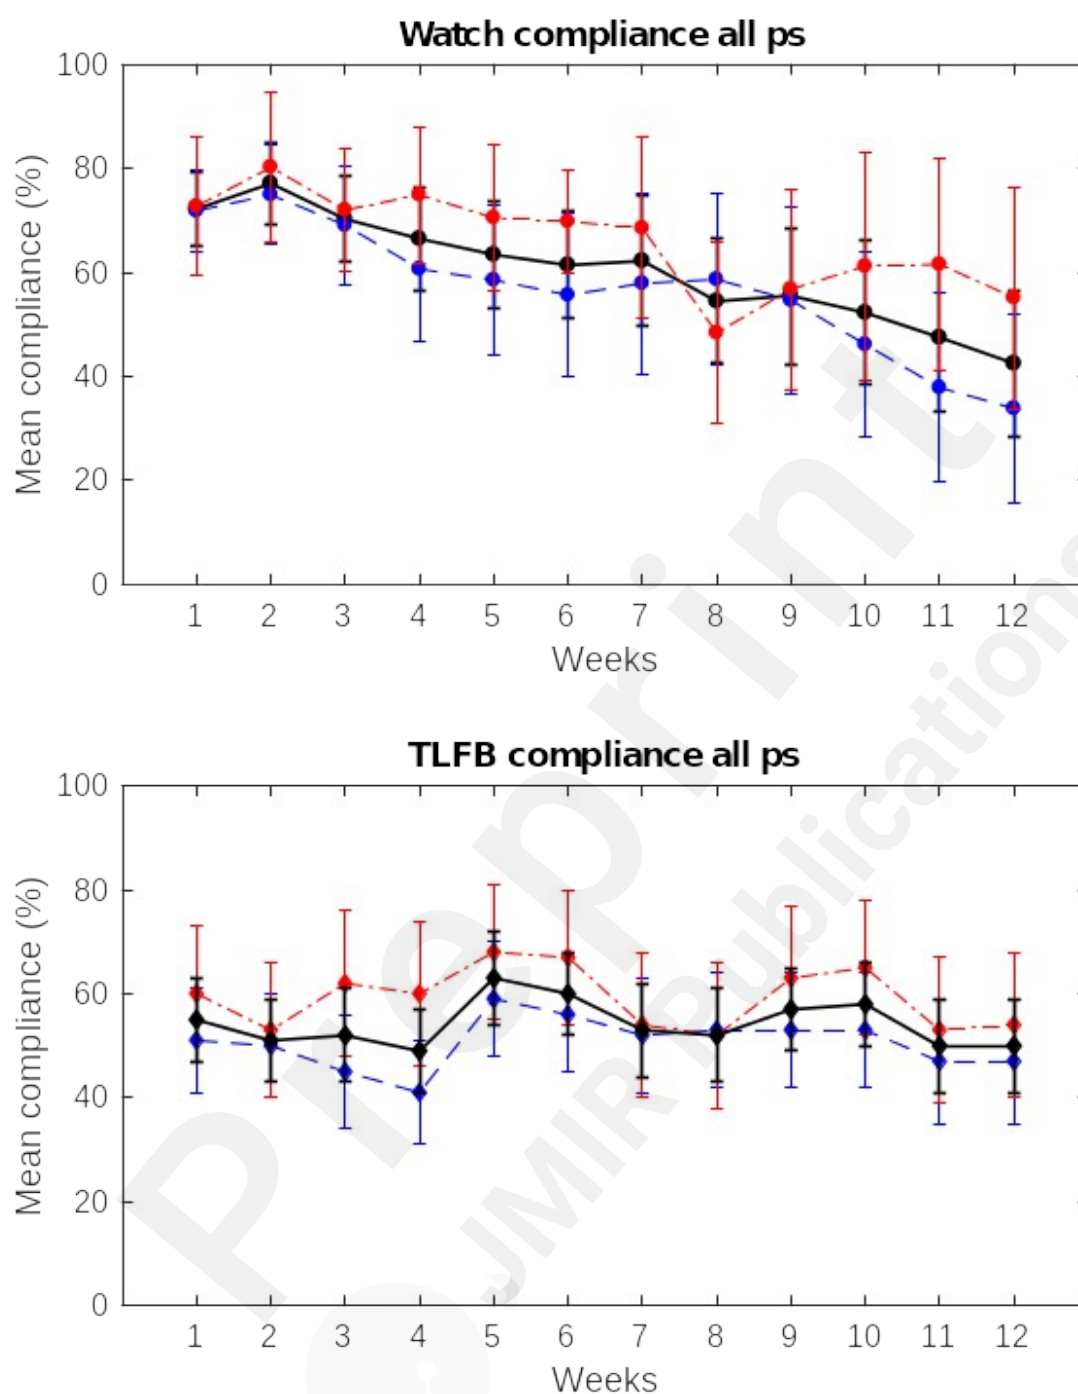 Watch compliance all ps
100
80
60
40
20
0
Mean compliance (%)
1 2 3 4 5 6 7 8 9 10 11 12
Weeks
TLFB compliance all ps
100
80
60
40
20
0
Mean compliance (%)
1 2 3 4 5 6 7 8 9 10 11 12
Weeks
Preprint
JMIR Publications